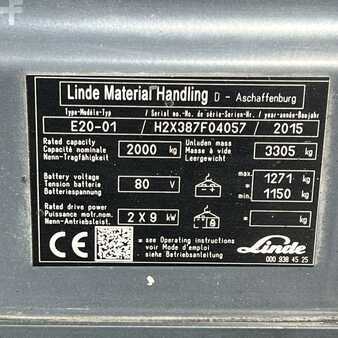 Linde Material Handling D - Aschaffenburg
Type-Modèle-Typ / Serial no.-No. de série-Serien-Nr. / year-année-Baujahr
E20-01 / H2X387F04057 / 2015
Rated capacity
Capacité nominale
Nenn-Tragfähigkeit
2000 kg
Unladen mass
Masse à vide
Leergewicht
3305 kg
Battery voltage
Tension batterie
Batteriespannung
80 V
max. 1271 kg
min. 1150 kg
Rated drive power
Puissance motr.nom.
Nenn-Antriebsleist.
2 X 9 kW
kg
CE
see Operating instructions
voir Mode d'emploi
siehe Betriebsanleitung
Linde
000 938 45 25